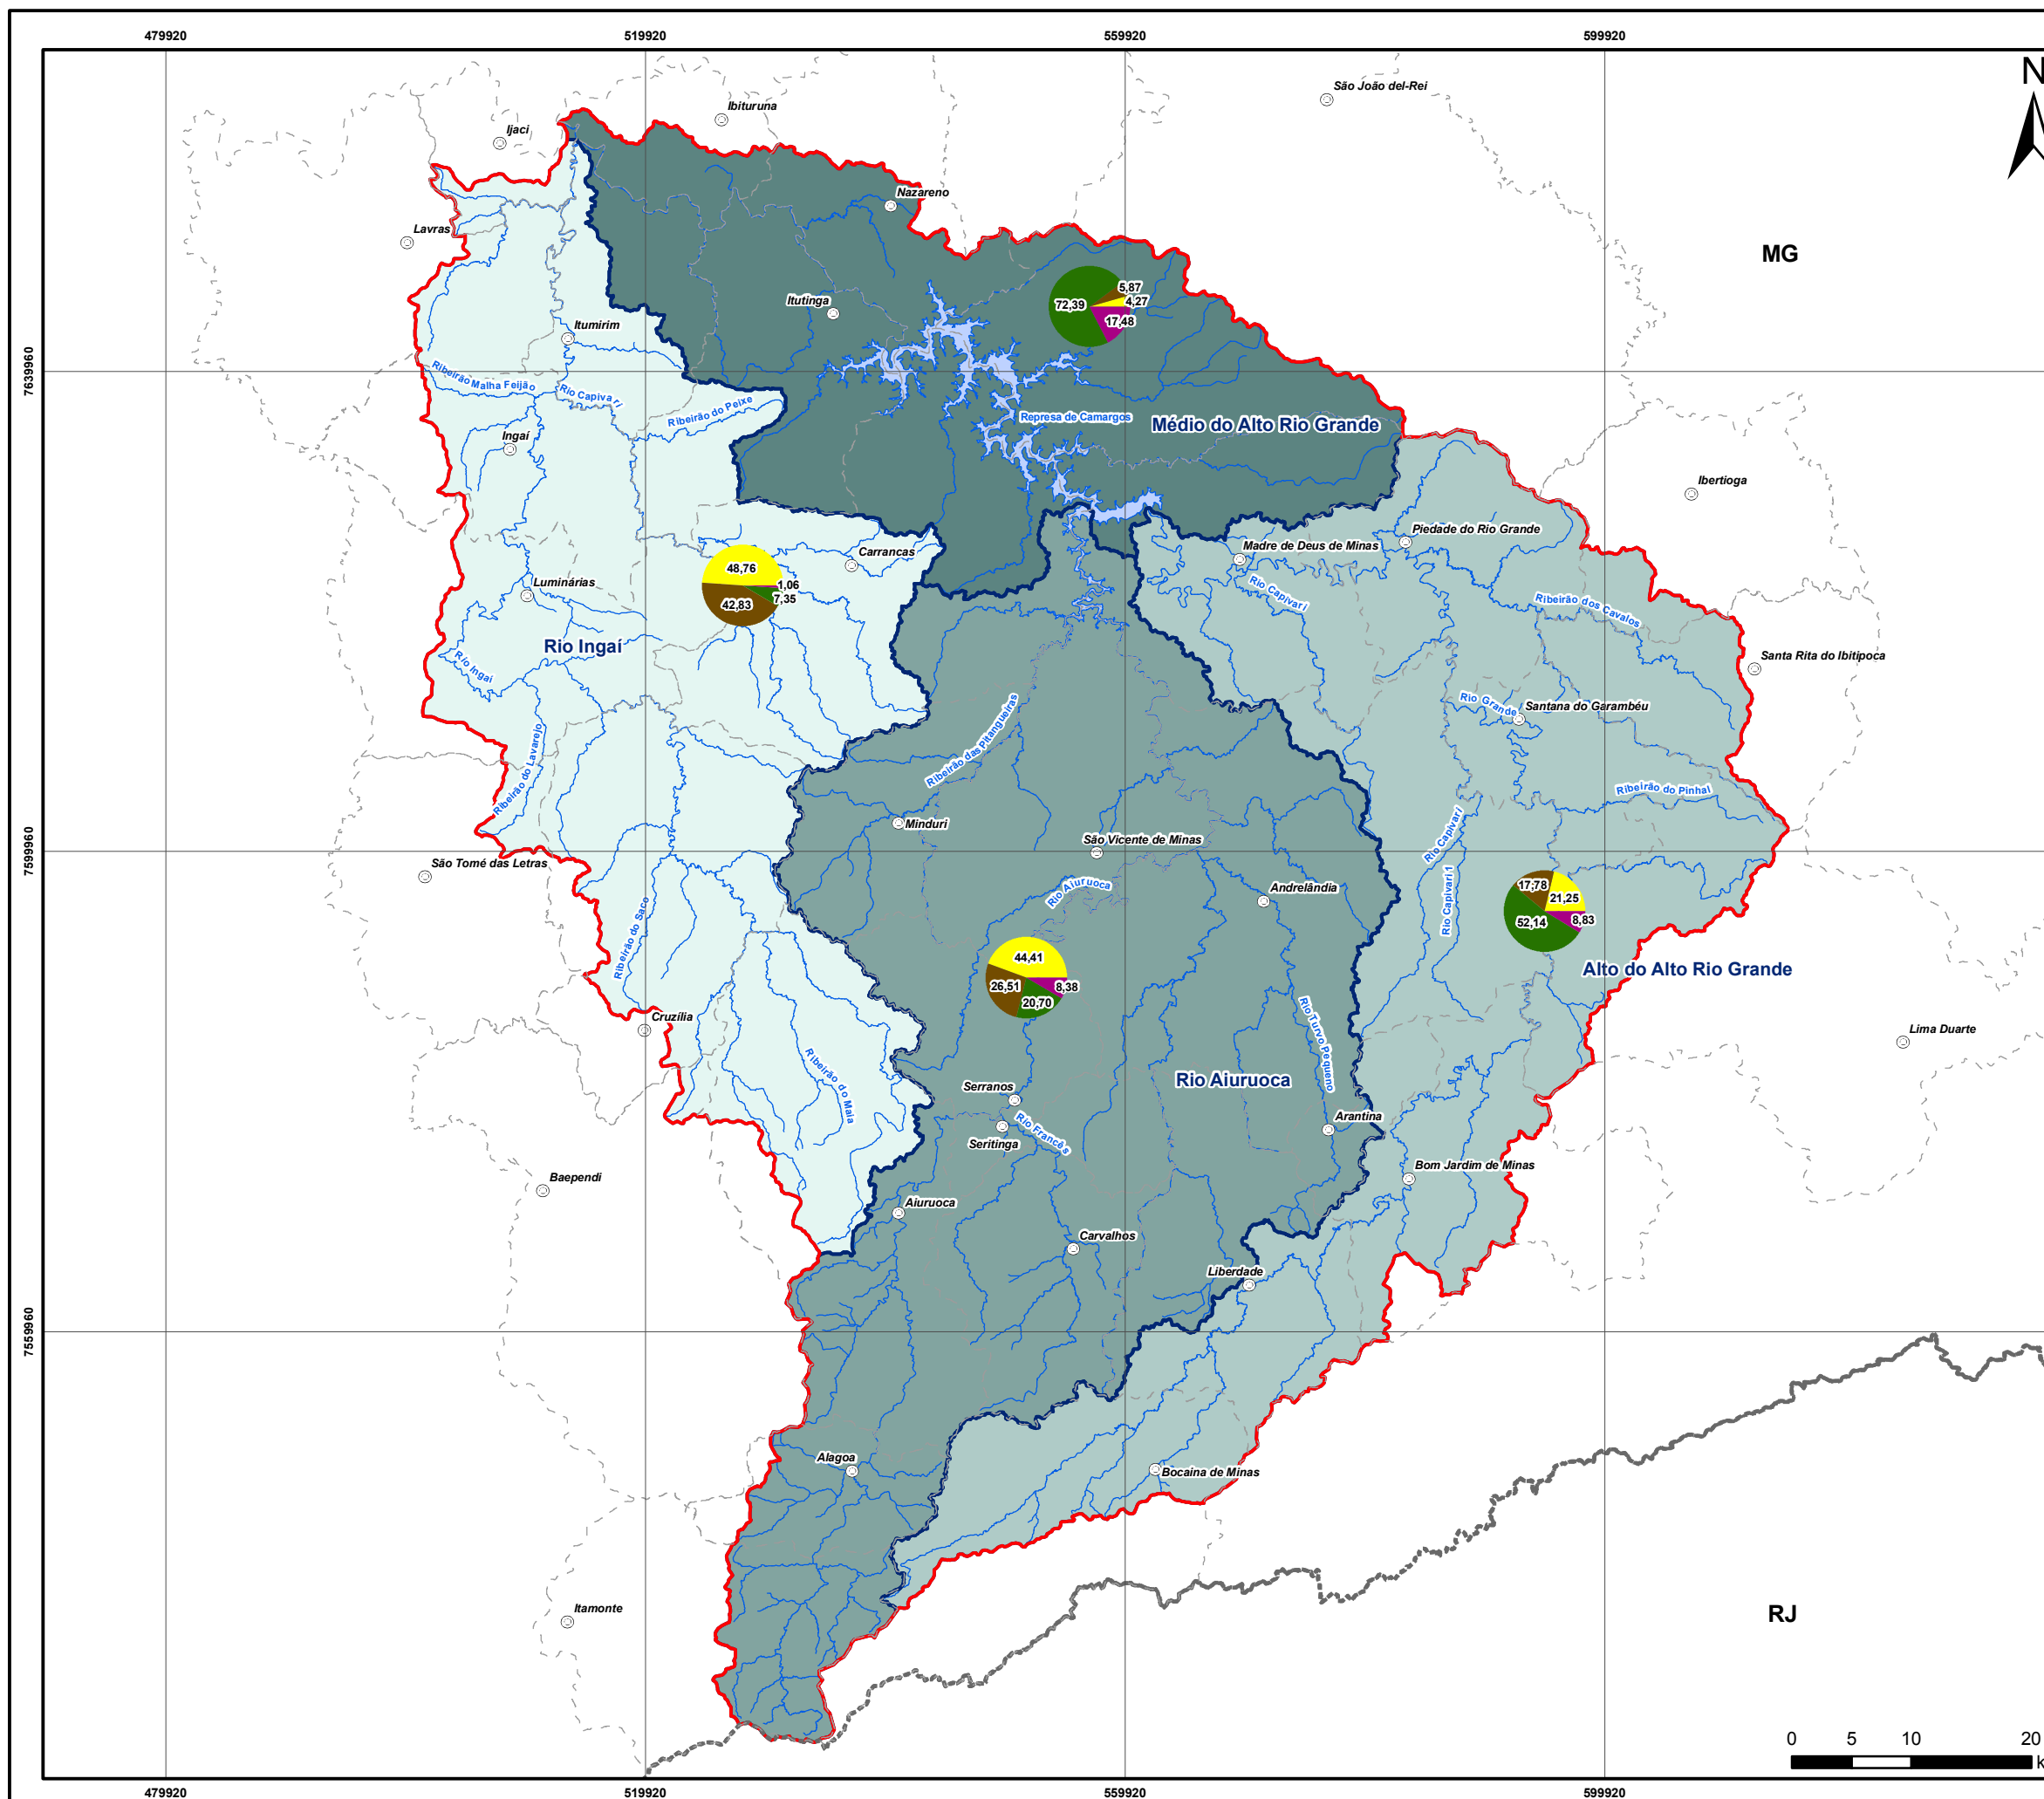 479920
519920
559920
599920
N
São João del-Rei
Ibituruna
Ijaci
Nazareno
Lavras
MG
5,87
72,39
4,27
17,48
Itutinga
Itumirim
7639960
Ribeirão Malha Feijão
Rio Capivari
Ribeirão do Peixe
Represa de Camargos
Médio do Alto Rio Grande
Ingaí
Ibertioga
Piedade do Rio Grande
Madre de Deus de Minas
Carrancas
48,76
1,06
7,35
42,83
Luminárias
Rio Capivari
Ribeirão dos Cavalos
Rio Ingaí
Rio Ingaí
Santa Rita do Ibitipoca
Rio Grande
Santana do Garambéu
Ribeirão das Pitangueiras
Ribeirão do Lavarejo
Ribeirão do Pinhal
Minduri
São Vicente de Minas
Rio Capivari
7599960
São Tomé das Letras
Rio Aiuruoca
Andrelândia
Rio Capivari 1
17,78
21,25
52,14
8,83
Ribeirão do Saco
44,41
26,51
8,38
20,70
Alto do Alto Rio Grande
Cruzília
Rio Turvo Pequeno
Lima Duarte
Ribeirão do Maia
Serranos
Rio Aiuruoca
Rio Francês
Seritinga
Arantina
Baependi
Bom Jardim de Minas
Aiuruoca
Carvalhos
Liberdade
7559960
Alagoa
Bocaina de Minas
Itamonte
RJ
0 5 10 20
k
479920
519920
559920
599920